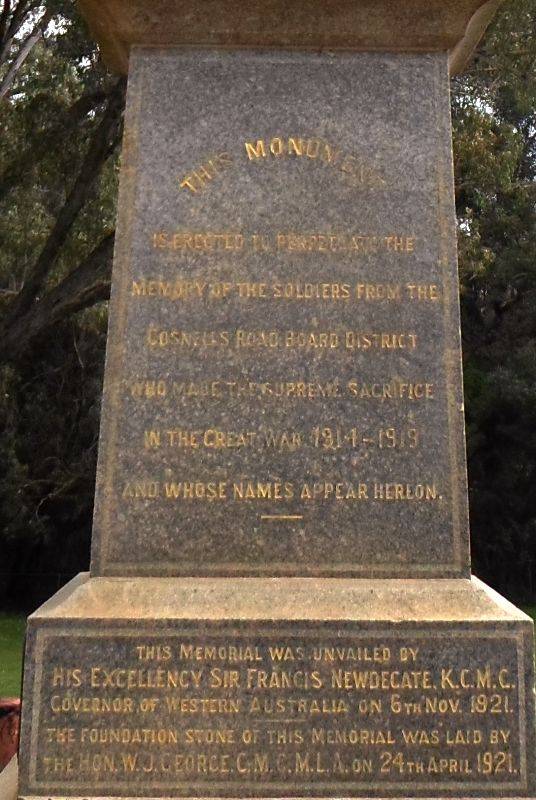 THIS MONUMENT
IS ERECTED TO PERPETUATE THE
MEMORY OF THE SOLDIERS FROM THE
GOSNELLS ROAD BOARD DISTRICT
WHO MADE THE SUPREME SACRIFICE
IN THE GREAT WAR 1914-1919
AND WHOSE NAMES APPEAR HEREON.
THIS MEMORIAL WAS UNVAILED BY
HIS EXCELLENCY SIR FRANCIS NEWDEGATE, K.C.M.G.
GOVERNOR OF WESTERN AUSTRALIA ON 6TH NOV. 1921.
THE FOUNDATION STONE OF THIS MEMORIAL WAS LAID BY
THE HON. W.J. GEORGE. C.M.G. M.L.A. ON 24TH APRIL 1921.